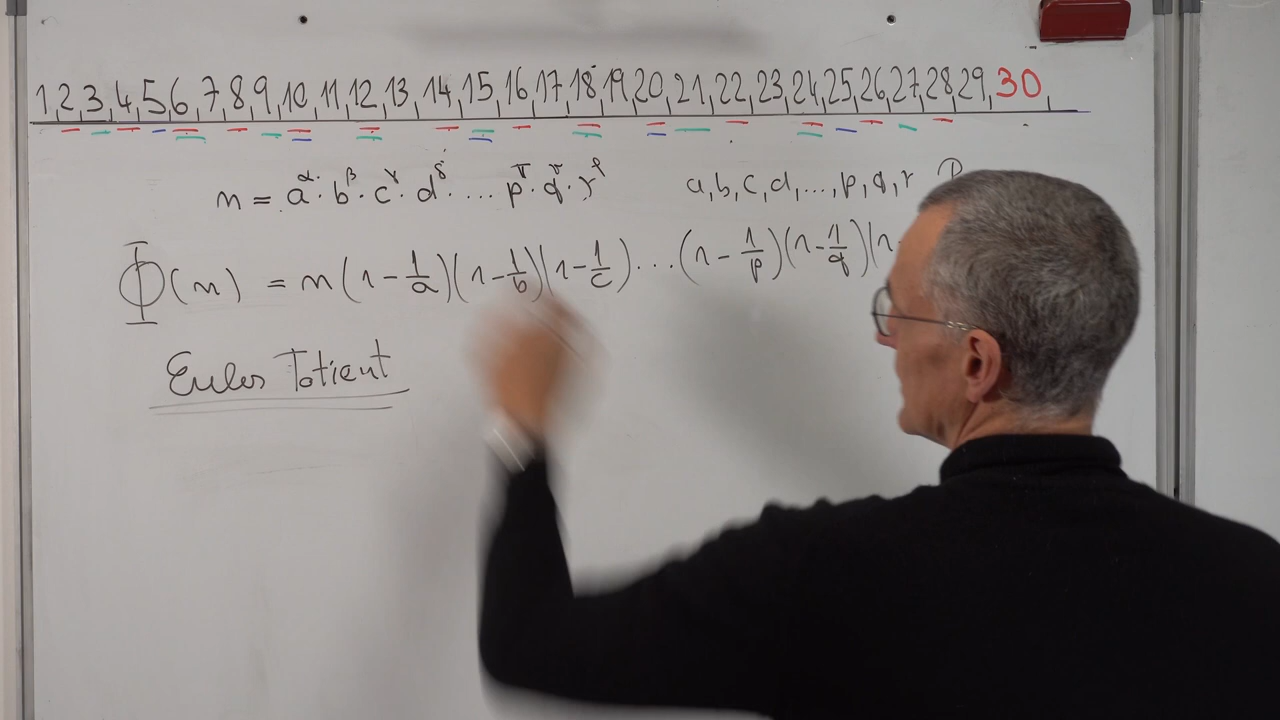 1, 2, 3, 4, 5, 6, 7, 8, 9, 10, 11, 12, 13, 14, 15, 16, 17, 18, 19, 20, 21, 22, 23, 24, 25, 26, 27, 28, 29, 30,
n = a^α · b^β · c^γ · d^δ · ... p^π · q^τ · r^ρ a, b, c, d, ..., p, q, r P
Φ(n) = n(1 - 1/a)(1 - 1/b)(1 - 1/c) ... (1 - 1/p)(1 - 1/q)(1 -
Euler Totient